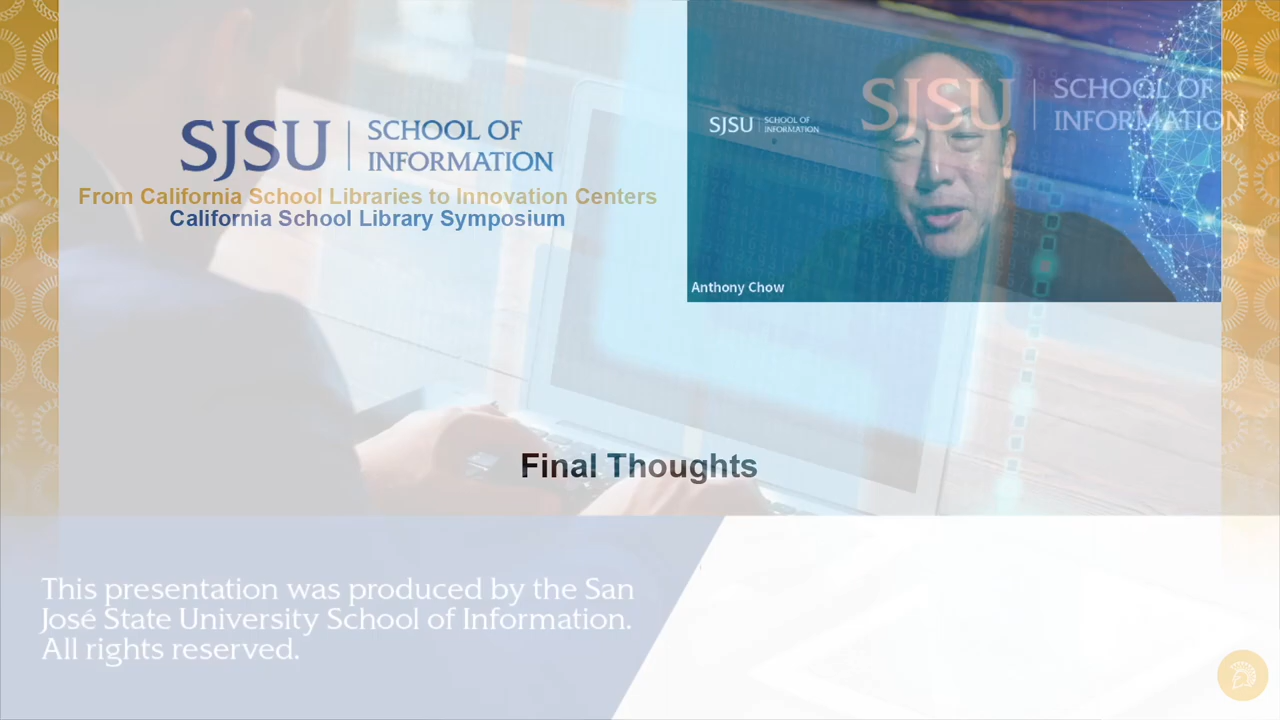 SJSU SCHOOL OF
INFORMATION
From California School Libraries to Innovation Centers
California School Library Symposium
SJSU SCHOOL OF
INFORMATION
SJSU SCHOOL OF
INFORMATION
Anthony Chow
Final Thoughts
This presentation was produced by the San
José State University School of Information.
All rights reserved.